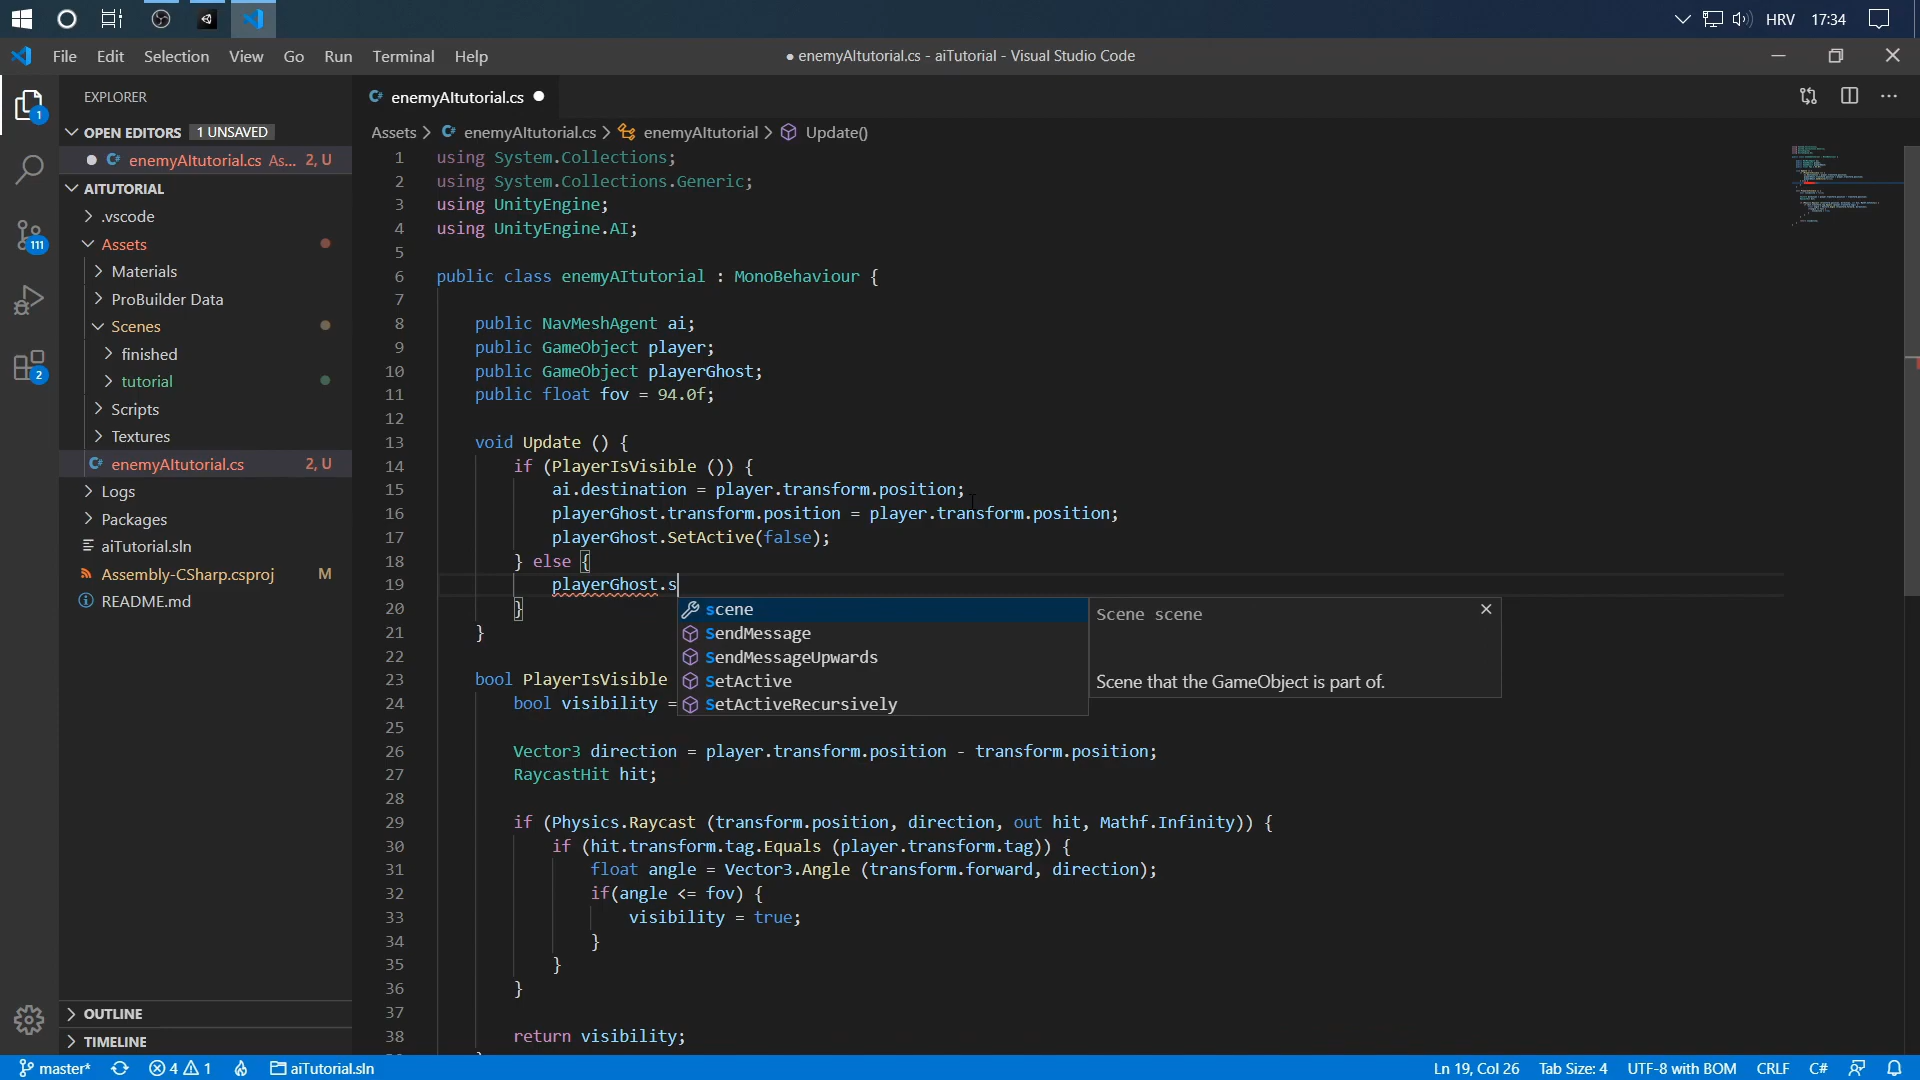 HRV 17:34
File Edit Selection View Go Run Terminal Help
● enemyAItutorial.cs - aiTutorial - Visual Studio Code
EXPLORER
OPEN EDITORS 1 UNSAVED
enemyAItutorial.cs As... 2, U
AITUTORIAL
.vscode
Assets
Materials
ProBuilder Data
Scenes
finished
tutorial
Scripts
Textures
enemyAItutorial.cs 2, U
Logs
Packages
aiTutorial.sln
Assembly-CSharp.csproj M
README.md
OUTLINE
TIMELINE
1
111
2
enemyAItutorial.cs
Assets > enemyAItutorial.cs > enemyAItutorial > Update()
1 using System.Collections;
2 using System.Collections.Generic;
3 using UnityEngine;
4 using UnityEngine.AI;
5
6 public class enemyAItutorial : MonoBehaviour {
7
8 public NavMeshAgent ai;
9 public GameObject player;
10 public GameObject playerGhost;
11 public float fov = 94.0f;
12
13 void Update () {
14 if (PlayerIsVisible ()) {
15 ai.destination = player.transform.position;
16 playerGhost.transform.position = player.transform.position;
17 playerGhost.SetActive(false);
18 } else {
19 playerGhost.s
20 }
21 }
22
23 bool PlayerIsVisible
24 bool visibility =
25
26 Vector3 direction = player.transform.position - transform.position;
27 RaycastHit hit;
28
29 if (Physics.Raycast (transform.position, direction, out hit, Mathf.Infinity)) {
30 if (hit.transform.tag.Equals (player.transform.tag)) {
31 float angle = Vector3.Angle (transform.forward, direction);
32 if(angle <= fov) {
33 visibility = true;
34 }
35 }
36 }
37
38 return visibility;
scene
SendMessage
SendMessageUpwards
SetActive
SetActiveRecursively
Scene scene
Scene that the GameObject is part of.
master* 4 1 aiTutorial.sln Ln 19, Col 26 Tab Size: 4 UTF-8 with BOM CRLF C#